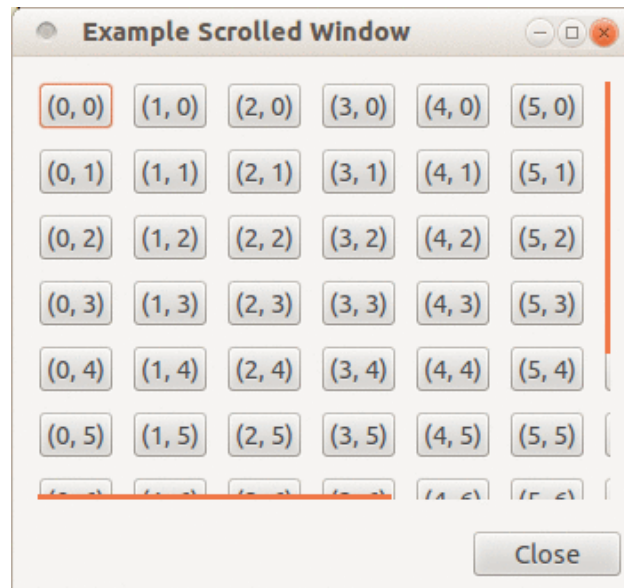 Example Scrolled Window
(0, 0) (1, 0) (2, 0) (3, 0) (4, 0) (5, 0)
(0, 1) (1, 1) (2, 1) (3, 1) (4, 1) (5, 1)
(0, 2) (1, 2) (2, 2) (3, 2) (4, 2) (5, 2)
(0, 3) (1, 3) (2, 3) (3, 3) (4, 3) (5, 3)
(0, 4) (1, 4) (2, 4) (3, 4) (4, 4) (5, 4)
(0, 5) (1, 5) (2, 5) (3, 5) (4, 5) (5, 5)
Close